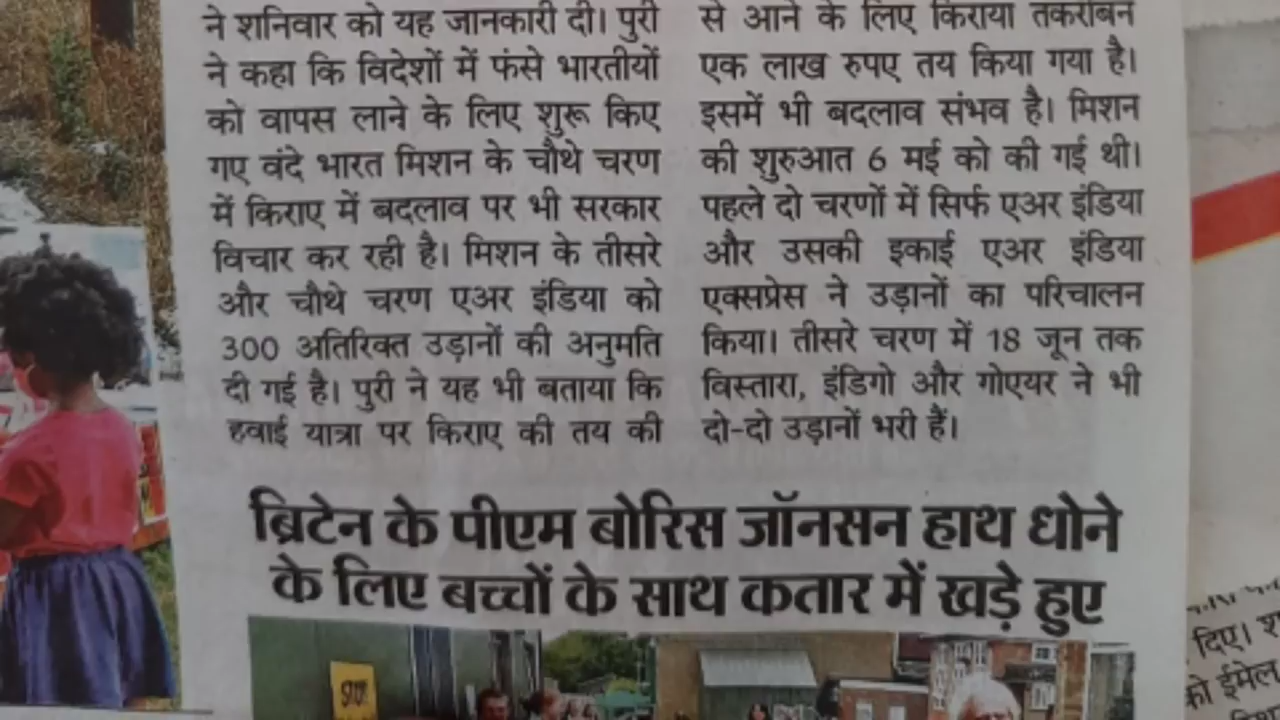 ने शनिवार को यह जानकारी दी। पुरी
ने कहा कि विदेशों में फंसे भारतीयों
को वापस लाने के लिए शुरू किए
गए वंदे भारत मिशन के चौथे चरण
में किराए में बदलाव पर भी सरकार
विचार कर रही है। मिशन के तीसरे
और चौथे चरण एअर इंडिया को
300 अतिरिक्त उड़ानों की अनुमति
दी गई है। पुरी ने यह भी बताया कि
हवाई यात्रा पर किराए की तय की
से आने के लिए किराया तकरीबन
एक लाख रुपए तय किया गया है।
इसमें भी बदलाव संभव है। मिशन
की शुरुआत 6 मई को की गई थी।
पहले दो चरणों में सिर्फ एअर इंडिया
और उसकी इकाई एअर इंडिया
एक्सप्रेस ने उड़ानों का परिचालन
किया। तीसरे चरण में 18 जून तक
विस्तारा, इंडिगो और गोएयर ने भी
दो-दो उड़ानों भरी हैं।
ब्रिटेन के पीएम बोरिस जॉनसन हाथ धोने
के लिए बच्चों के साथ कतार में खड़े हुए
दिए।
को ईमेल